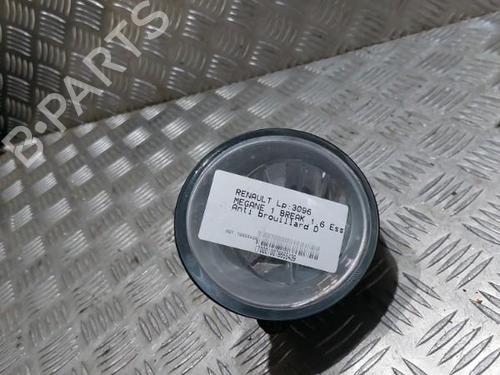 B-PARTS
RENAULT Lp:3096
MEGANE 1 BREAK 1.6 Ess
Anti brouillard D